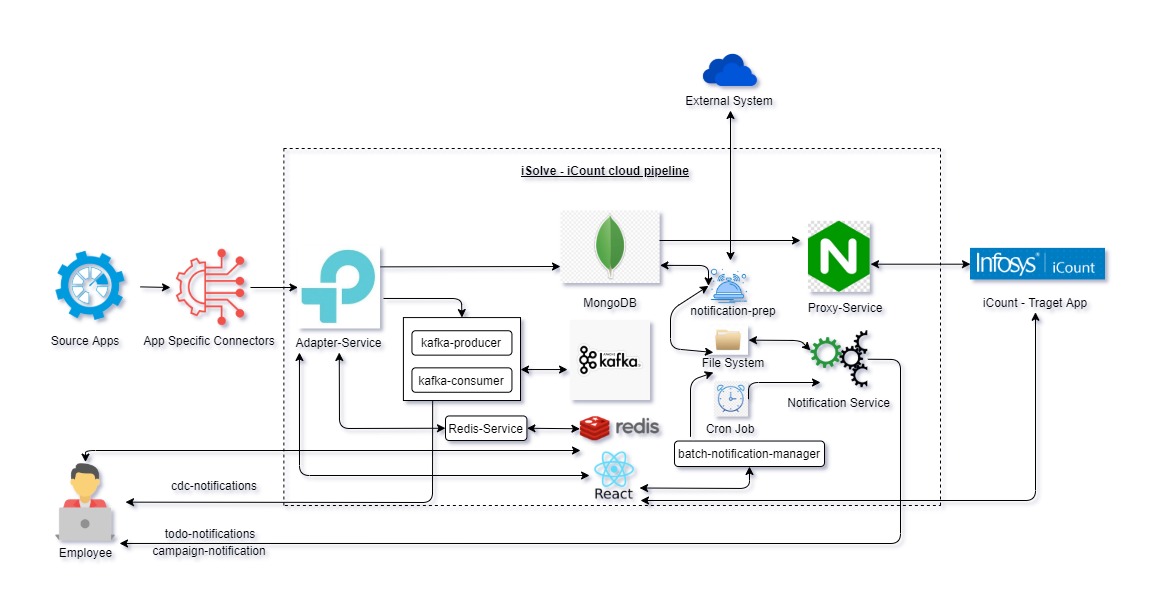 External System
iSolve - iCount cloud pipeline
Source Apps
App Specific Connectors
Adapter-Service
MongoDB
notification-prep
Proxy-Service
Infosys | iCount
iCount - Traget App
kafka-producer
kafka-consumer
kafka.
File System
Notification Service
Cron Job
Redis-Service
redis
batch-notification-manager
React
cdc-notifications
todo-notifications
campaign-notification
Employee